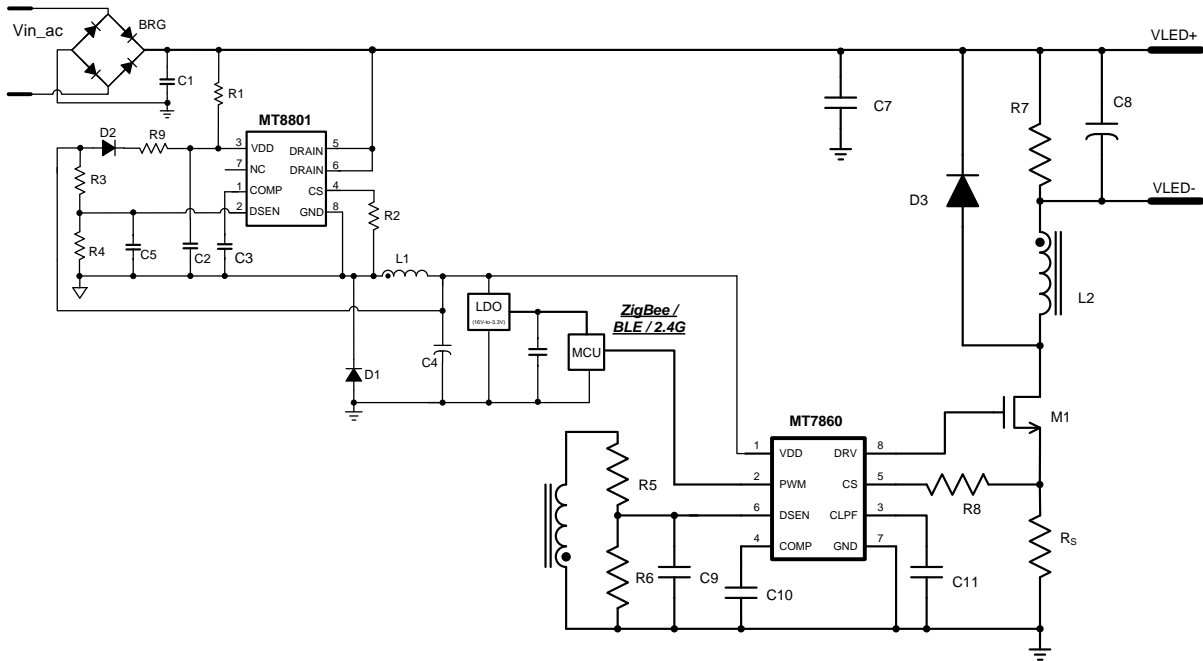 Vin_ac
BRG
VLED+
C1
R1
C7
R7
C8
MT8801
D2
R9
3
VDD
DRAIN
5
7
NC
DRAIN
6
R3
1
COMP
CS
4
2
DSEN
GND
8
R2
D3
VLED-
R4
C5
C2
C3
L1
L2
LDO
(16V-to-3.3V)
ZigBee /
BLE / 2.4G
C4
MCU
D1
M1
MT7860
1
VDD
DRV
8
R5
2
PWM
CS
5
R8
6
DSEN
CLPF
3
RS
4
COMP
GND
7
R6
C9
C10
C11